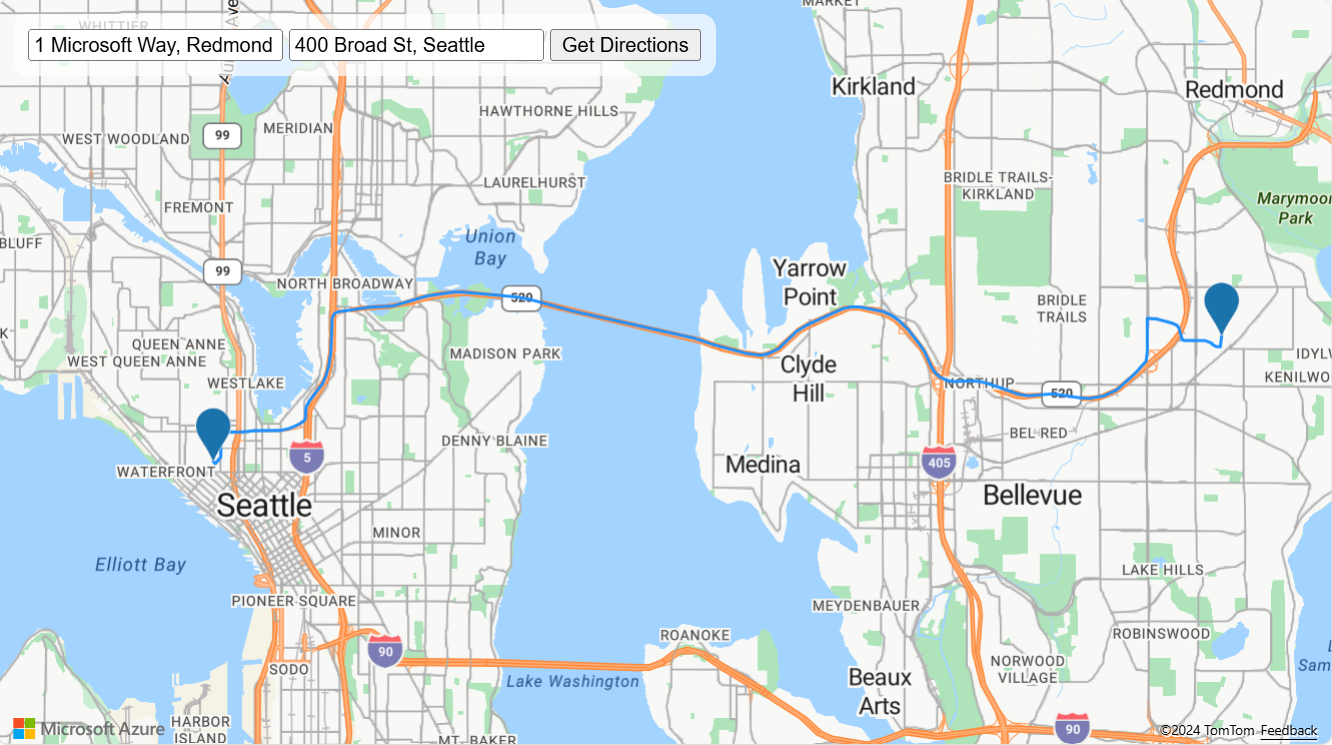 WHITTIER
MARKET
1 Microsoft Way, Redmond
400 Broad St, Seattle
Get Directions
Kirkland
Redmond
HAWTHORNE HILLS
99
MERIDIAN
WEST WOODLAND
LAURELHURST
BRIDLE TRAILS-
KIRKLAND
FREMONT
Marymoor
Park
BLUFF
Union
Bay
99
NORTH BROADWAY
Yarrow
Point
520
BRIDLE
TRAILS
QUEEN ANNE
WEST QUEEN ANNE
MADISON PARK
Clyde
Hill
WESTLAKE
NORTHUP
520
IDYLW
KENILWO
BEL RED
DENNY BLAINE
5
405
WATERFRONT
Medina
Seattle
Bellevue
MINOR
Elliott Bay
LAKE HILLS
PIONEER SQUARE
MEYDENBAUER
ROANOKE
ROBINSWOOD
90
SODO
Lake Washington
NORWOOD
VILLAGE
Sam
Beaux
Arts
HARBOR
ISLAND
Microsoft Azure
MT. BAKER
90
©2024 TomTom Feedback